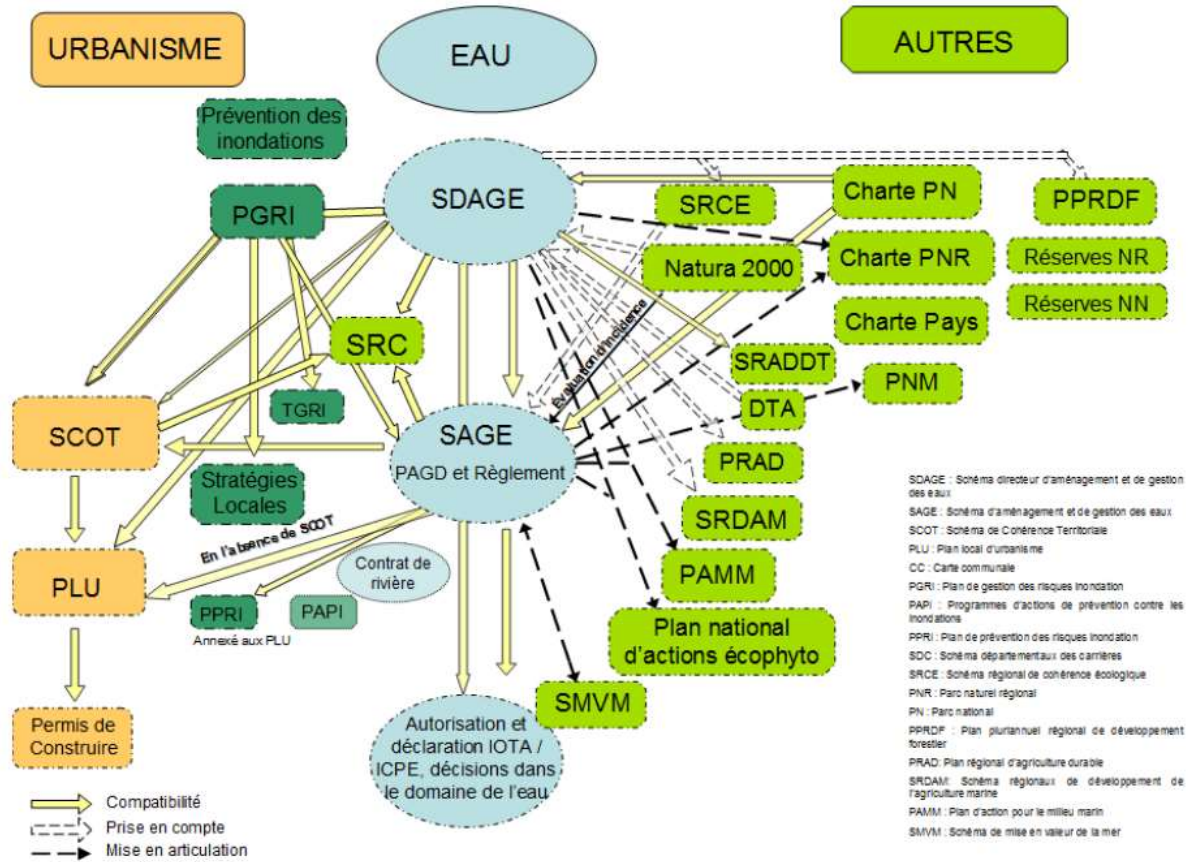 URBANISME
EAU
AUTRES
Prévention des
inondations
PGRI
SDAGE
SRCE
Charte PN
PPRDF
Natura 2000
Charte PNR
Réserves NR
Réserves NN
Charte Pays
SRC
Évaluation d'incidence
SRADDT
PNM
TGRI
DTA
SCOT
SAGE
PAGD et Règlement
PRAD
Stratégies
Locales
SRDAM
En l'absence de SCOT
Contrat de
rivière
PAMM
PLU
PPRI
PAPI
Annexé aux PLU
Plan national
d'actions écophyto
SMVM
Permis de
Construire
Autorisation et
déclaration IOTA /
ICPE, décisions dans
le domaine de l'eau
Compatibilité
Prise en compte
Mise en articulation
SDAGE : Schéma directeur d'aménagement et de gestion
des eaux
SAGE : Schéma d'aménagement et de gestion des eaux
SCOT : Schéma de Cohérence Territoriale
PLU : Plan local d'urbanisme
CC : Carte communale
PGRI : Plan de gestion des risques inondation
PAPI : Programmes d'actions de prévention contre les
inondations
PPRI : Plan de prévention des risques inondation
SDC : Schéma départementaux des carrières
SRCE : Schéma régional de cohérence écologique
PNR : Parc naturel régional
PN : Parc national
PPRDF : Plan pluriannuel régional de développement
forestier
PRAD: Plan régional d'agriculture durable
SRDAM: Schéma régionaux de développement de
l'agriculture marine
PAMM : Plan d'action pour le milieu marin
SMVM : Schéma de mise en valeur de la mer